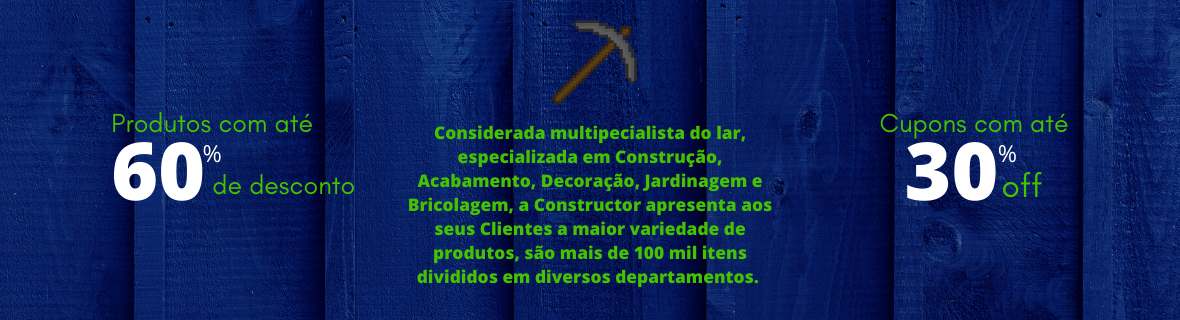 Produtos com até
60%
de desconto
Considerada multipecialista do lar,
especializada em Construção,
Acabamento, Decoração, Jardinagem e
Bricolagem, a Constructor apresenta aos
seus Clientes a maior variedade de
produtos, são mais de 100 mil itens
divididos em diversos departamentos.
Cupons com até
30%
off